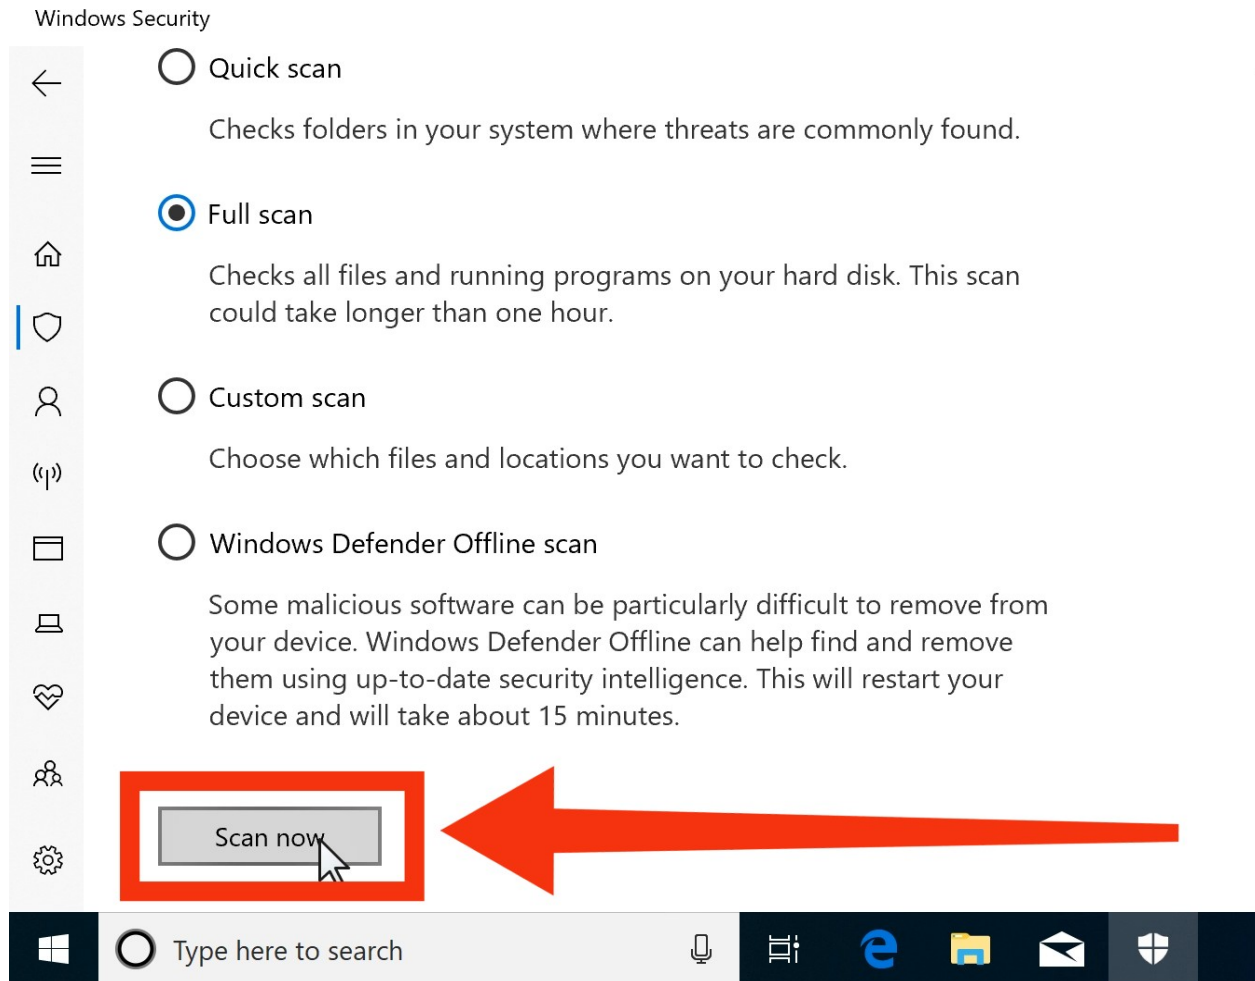 Windows Security
Quick scan
Checks folders in your system where threats are commonly found.
Full scan
Checks all files and running programs on your hard disk. This scan
could take longer than one hour.
Custom scan
Choose which files and locations you want to check.
Windows Defender Offline scan
Some malicious software can be particularly difficult to remove from
your device. Windows Defender Offline can help find and remove
them using up-to-date security intelligence. This will restart your
device and will take about 15 minutes.
Scan now
Type here to search